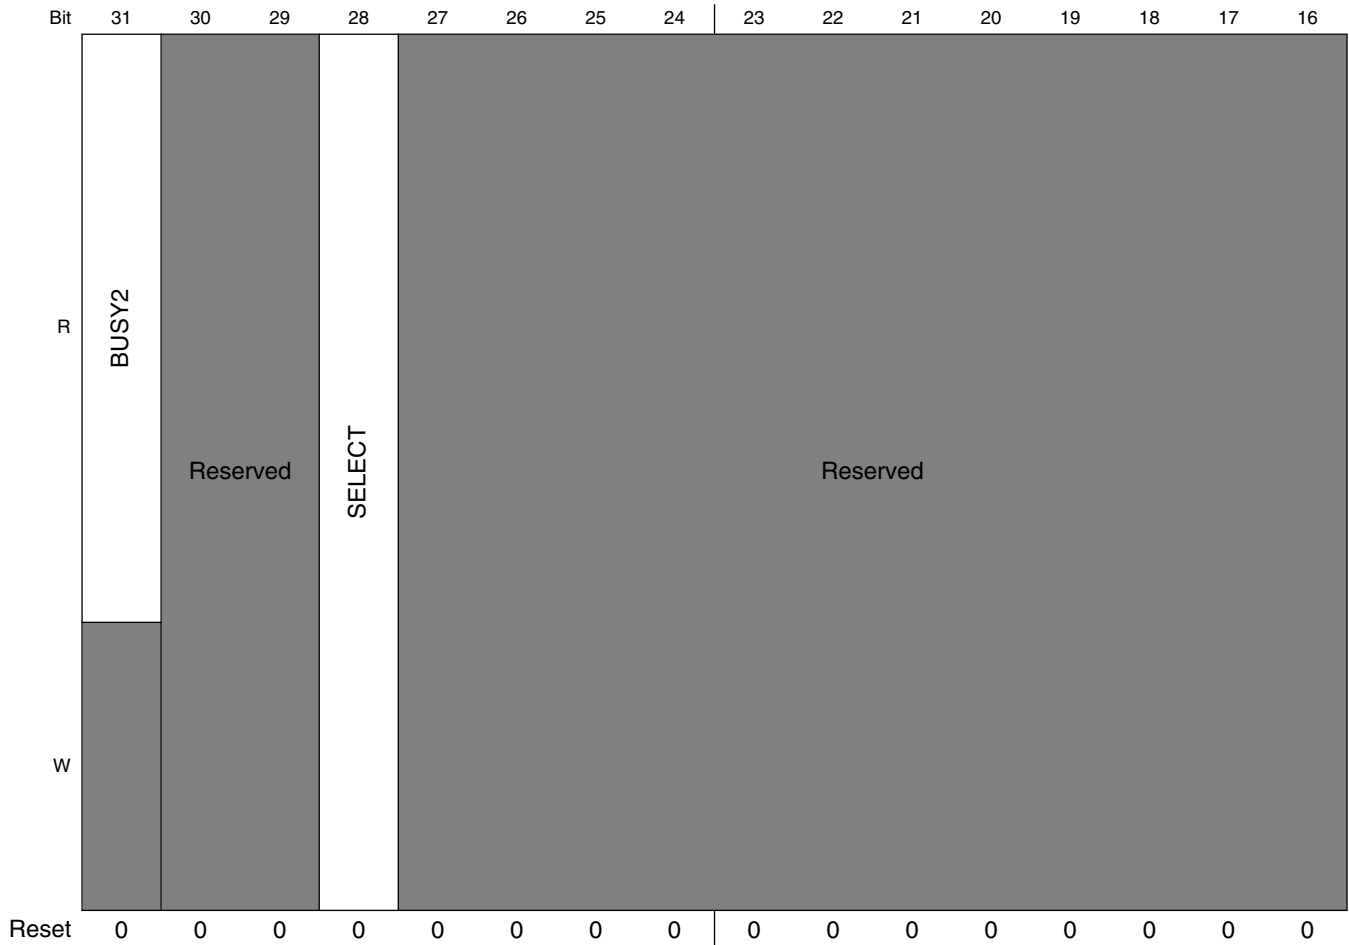 Bit 31 30 29 28 27 26 25 24 23 22 21 20 19 18 17 16
R
BUSY2
Reserved
SELECT
Reserved
W
Reset 0 0 0 0 0 0 0 0 0 0 0 0 0 0 0 0